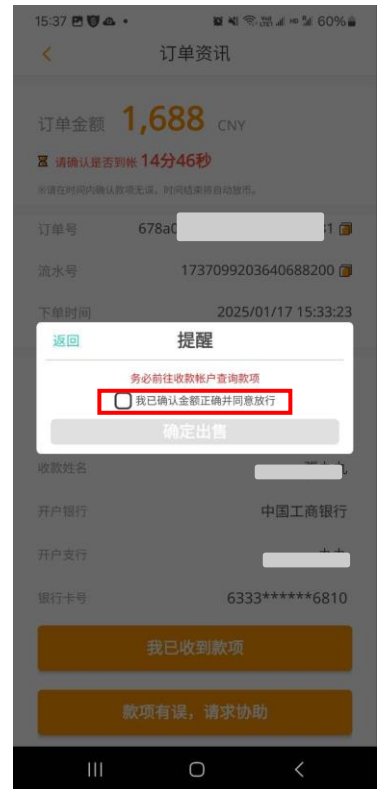 15:37 60%
订单资讯
订单金额 1,688 CNY
请确认是否到帐 14分46秒
※请在时间内确认款项无误,时间结束将自动放币。
订单号 678a0 31
流水号 1737099203640688200
下单时间 2025/01/17 15:33:23
返回 提醒
务必前往收款帐户查询款项
我已确认金额正确并同意放行
确定出售
收款姓名
开户银行 中国工商银行
开户支行
银行卡号 6333******6810
我已收到款项
款项有误，请求协助